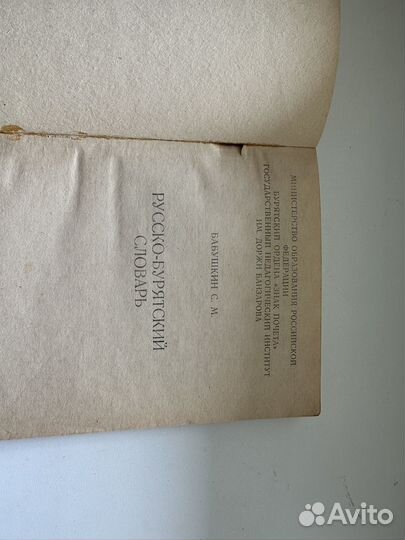 МИНИСТЕРСТВО ОБРАЗОВАНИЯ РОССИЙСКОЙ
ФЕДЕРАЦИИ
БУРЯТСКИЙ ОРДЕНА «ЗНАК ПОЧЕТА»
ГОСУДАРСТВЕННЫЙ ПЕДАГОГИЧЕСКИЙ ИНСТИТУТ
ИМ. ДОРЖИ БАНЗАРОВА
БАБУШКИН С. М.
РУССКО-БУРЯТСКИЙ
СЛОВАРЬ
Avito